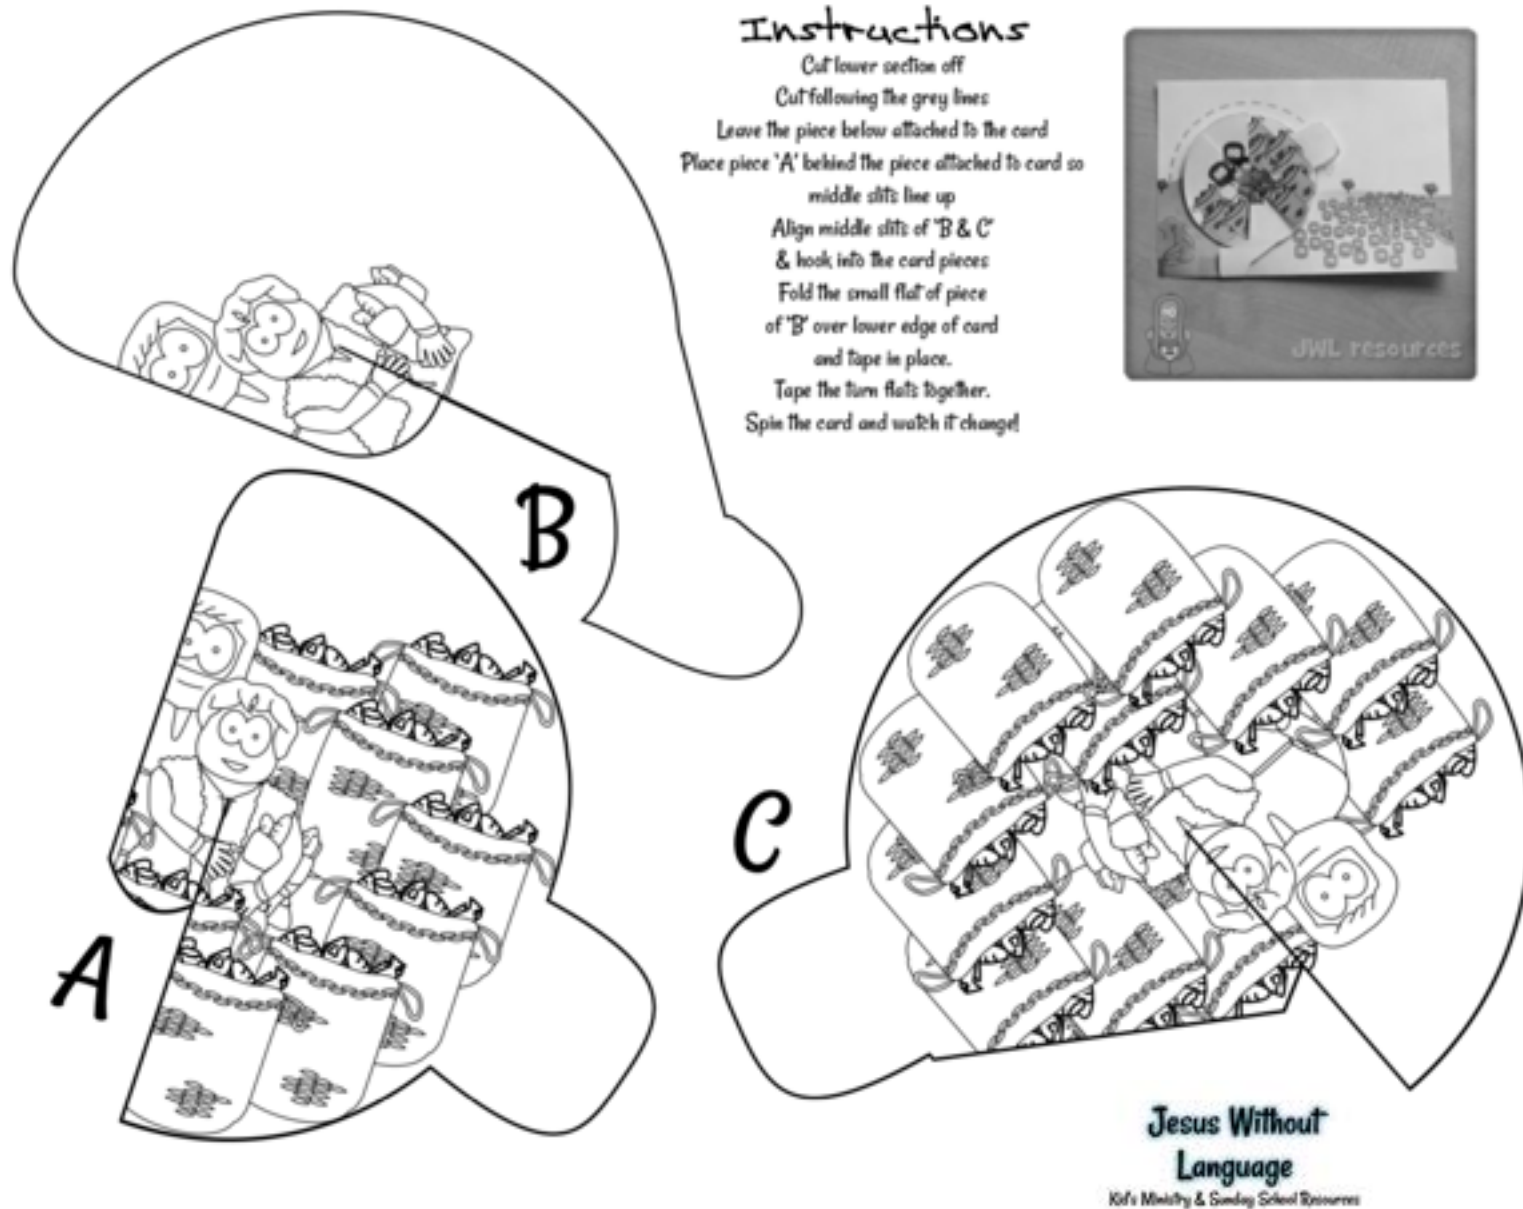 Instructions
Cut lower section off
Cut following the grey lines
Leave the piece below attached to the card
Place piece 'A' behind the piece attached to card so
middle slits line up
Align middle slits of "B & C"
& hook into the card pieces
Fold the small flat of piece
of "B" over lower edge of card
and tape in place.
Tape the turn flats together.
Spin the card and watch it change!
JWL resources
B
A
C
Jesus Without
Language
Kid's Ministry & Sunday School Resources